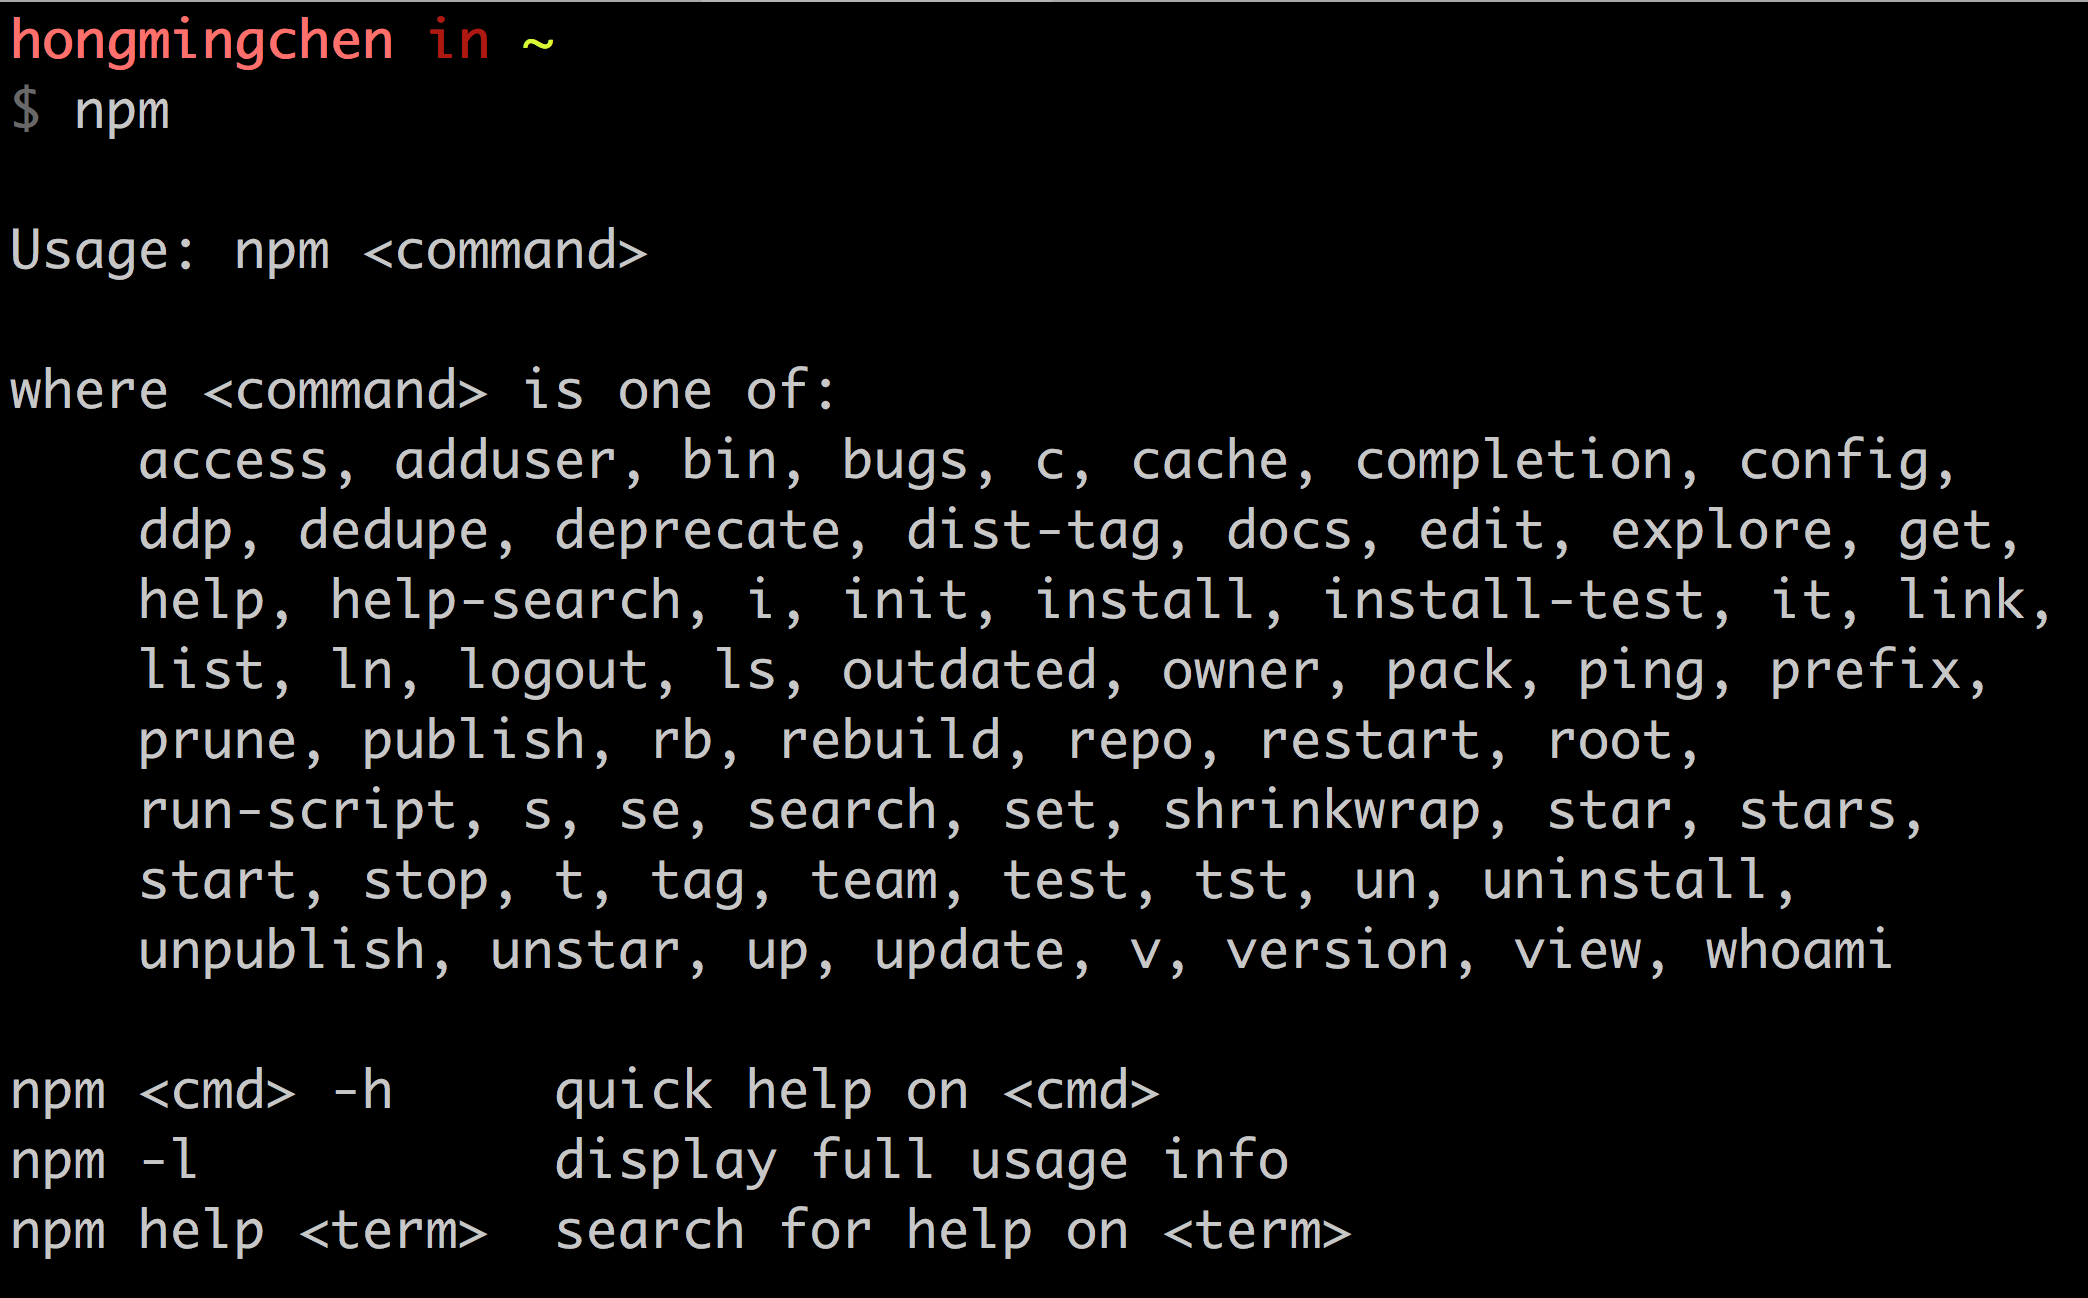 hongmingchen in ~
$ npm
Usage: npm <command>
where <command> is one of:
access, adduser, bin, bugs, c, cache, completion, config,
ddp, dedupe, deprecate, dist-tag, docs, edit, explore, get,
help, help-search, i, init, install, install-test, it, link,
list, ln, logout, ls, outdated, owner, pack, ping, prefix,
prune, publish, rb, rebuild, repo, restart, root,
run-script, s, se, search, set, shrinkwrap, star, stars,
start, stop, t, tag, team, test, tst, un, uninstall,
unpublish, unstar, up, update, v, version, view, whoami
npm <cmd> -h     quick help on <cmd>
npm -l           display full usage info
npm help <term>  search for help on <term>